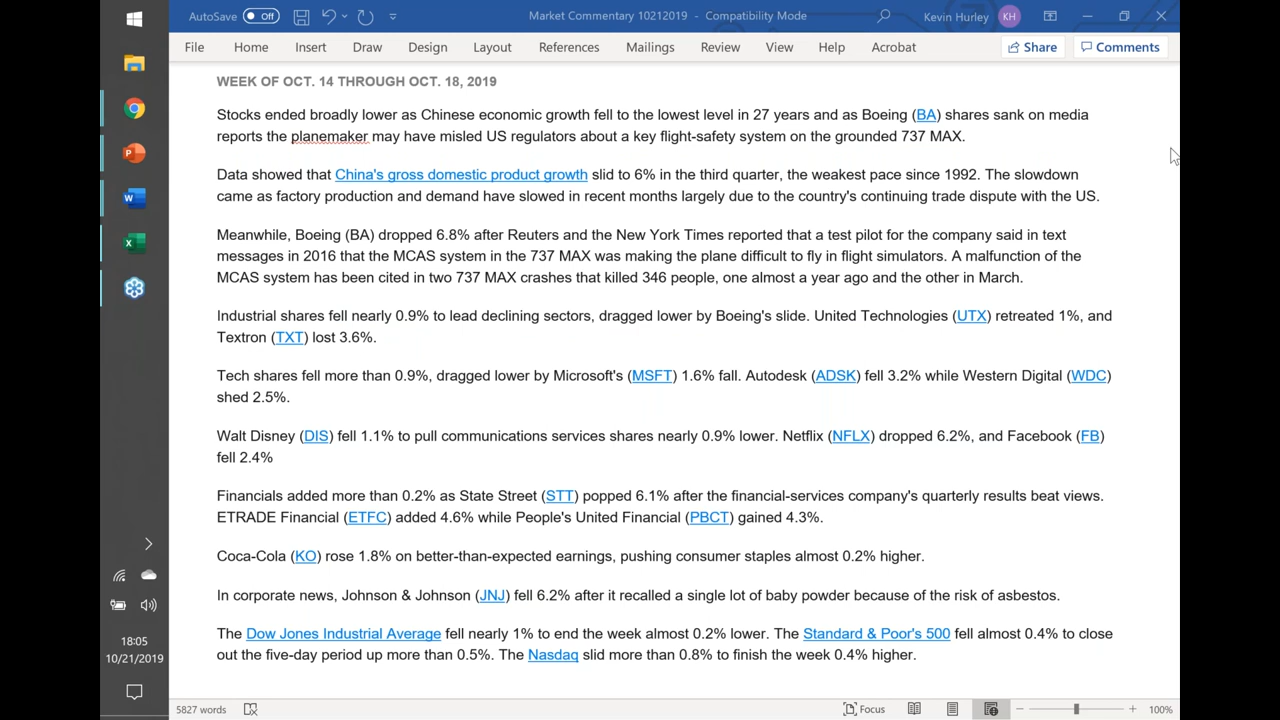 AutoSave Off Market Commentary 10212019 - Compatibility Mode Kevin Hurley KH
File Home Insert Draw Design Layout References Mailings Review View Help Acrobat Share Comments
WEEK OF OCT. 14 THROUGH OCT. 18, 2019
Stocks ended broadly lower as Chinese economic growth fell to the lowest level in 27 years and as Boeing (BA) shares sank on media
reports the planemaker may have misled US regulators about a key flight-safety system on the grounded 737 MAX.
Data showed that China's gross domestic product growth slid to 6% in the third quarter, the weakest pace since 1992. The slowdown
came as factory production and demand have slowed in recent months largely due to the country's continuing trade dispute with the US.
Meanwhile, Boeing (BA) dropped 6.8% after Reuters and the New York Times reported that a test pilot for the company said in text
messages in 2016 that the MCAS system in the 737 MAX was making the plane difficult to fly in flight simulators. A malfunction of the
MCAS system has been cited in two 737 MAX crashes that killed 346 people, one almost a year ago and the other in March.
Industrial shares fell nearly 0.9% to lead declining sectors, dragged lower by Boeing's slide. United Technologies (UTX) retreated 1%, and
Textron (TXT) lost 3.6%.
Tech shares fell more than 0.9%, dragged lower by Microsoft's (MSFT) 1.6% fall. Autodesk (ADSK) fell 3.2% while Western Digital (WDC)
shed 2.5%.
Walt Disney (DIS) fell 1.1% to pull communications services shares nearly 0.9% lower. Netflix (NFLX) dropped 6.2%, and Facebook (FB)
fell 2.4%
Financials added more than 0.2% as State Street (STT) popped 6.1% after the financial-services company's quarterly results beat views.
ETRADE Financial (ETFC) added 4.6% while People's United Financial (PBCT) gained 4.3%.
Coca-Cola (KO) rose 1.8% on better-than-expected earnings, pushing consumer staples almost 0.2% higher.
In corporate news, Johnson & Johnson (JNJ) fell 6.2% after it recalled a single lot of baby powder because of the risk of asbestos.
The Dow Jones Industrial Average fell nearly 1% to end the week almost 0.2% lower. The Standard & Poor's 500 fell almost 0.4% to close
out the five-day period up more than 0.5%. The Nasdaq slid more than 0.8% to finish the week 0.4% higher.
18:05
10/21/2019
5827 words Focus 100%